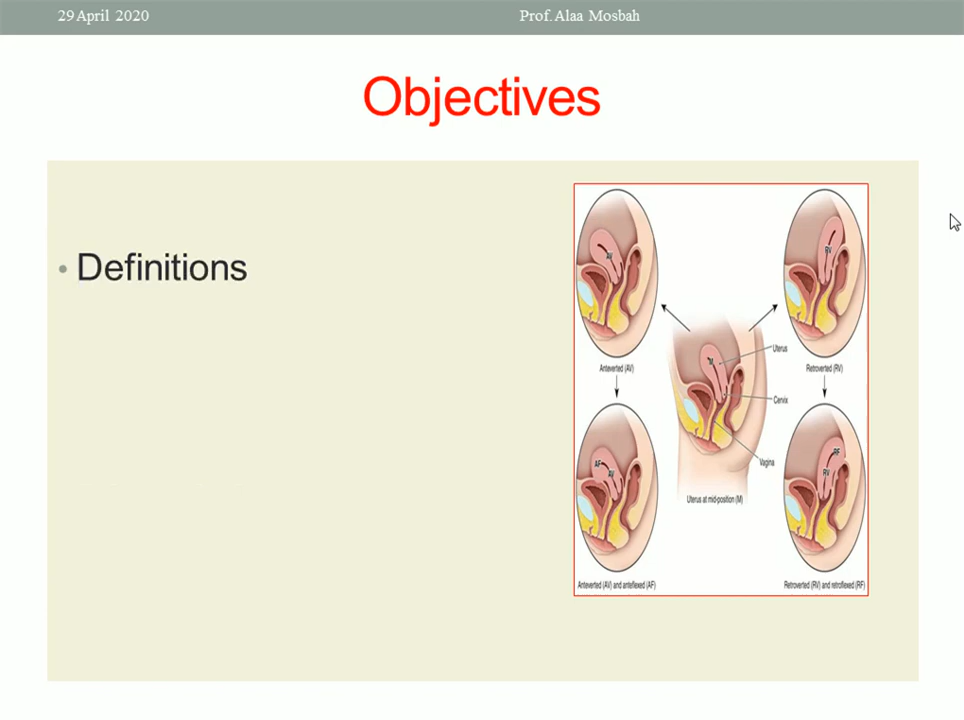 29 April 2020
Prof. Alaa Mosbah
Objectives
• Definitions
AV
RV
Anteverted (AV)
Retroverted (RV)
M
Uterus
Cervix
Vagina
Uterus at mid-position (M)
AF
AV
RF
RV
Anteverted (AV) and anteflexed (AF)
Retroverted (RV) and retroflexed (RF)